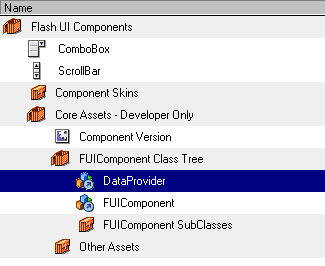 Name
Flash UI Components
ComboBox
ScrollBar
Component Skins
Core Assets - Developer Only
Component Version
FUIComponent Class Tree
DataProvider
FUIComponent
FUIComponent SubClasses
Other Assets